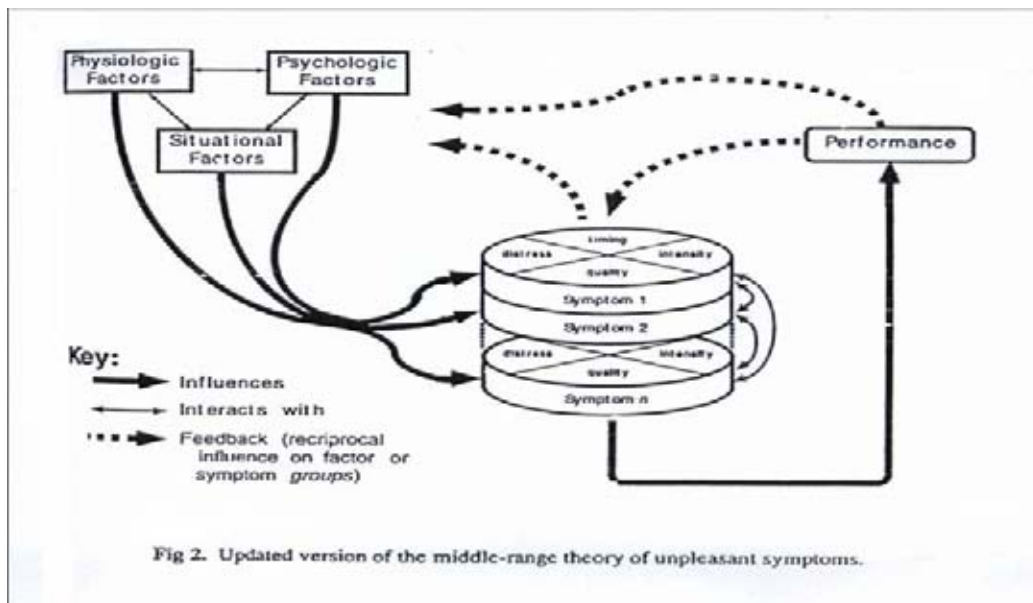 Physiologic
Factors
Psychologic
Factors
Situational
Factors
Performance
timing
distress
intensity
quality
Symptom 1
Symptom 2
distress
intensity
quality
Symptom n
Key:
Influences
Interacts with
Feedback (recriprocal
influence on factor or
symptom groups)
Fig 2. Updated version of the middle-range theory of unpleasant symptoms.